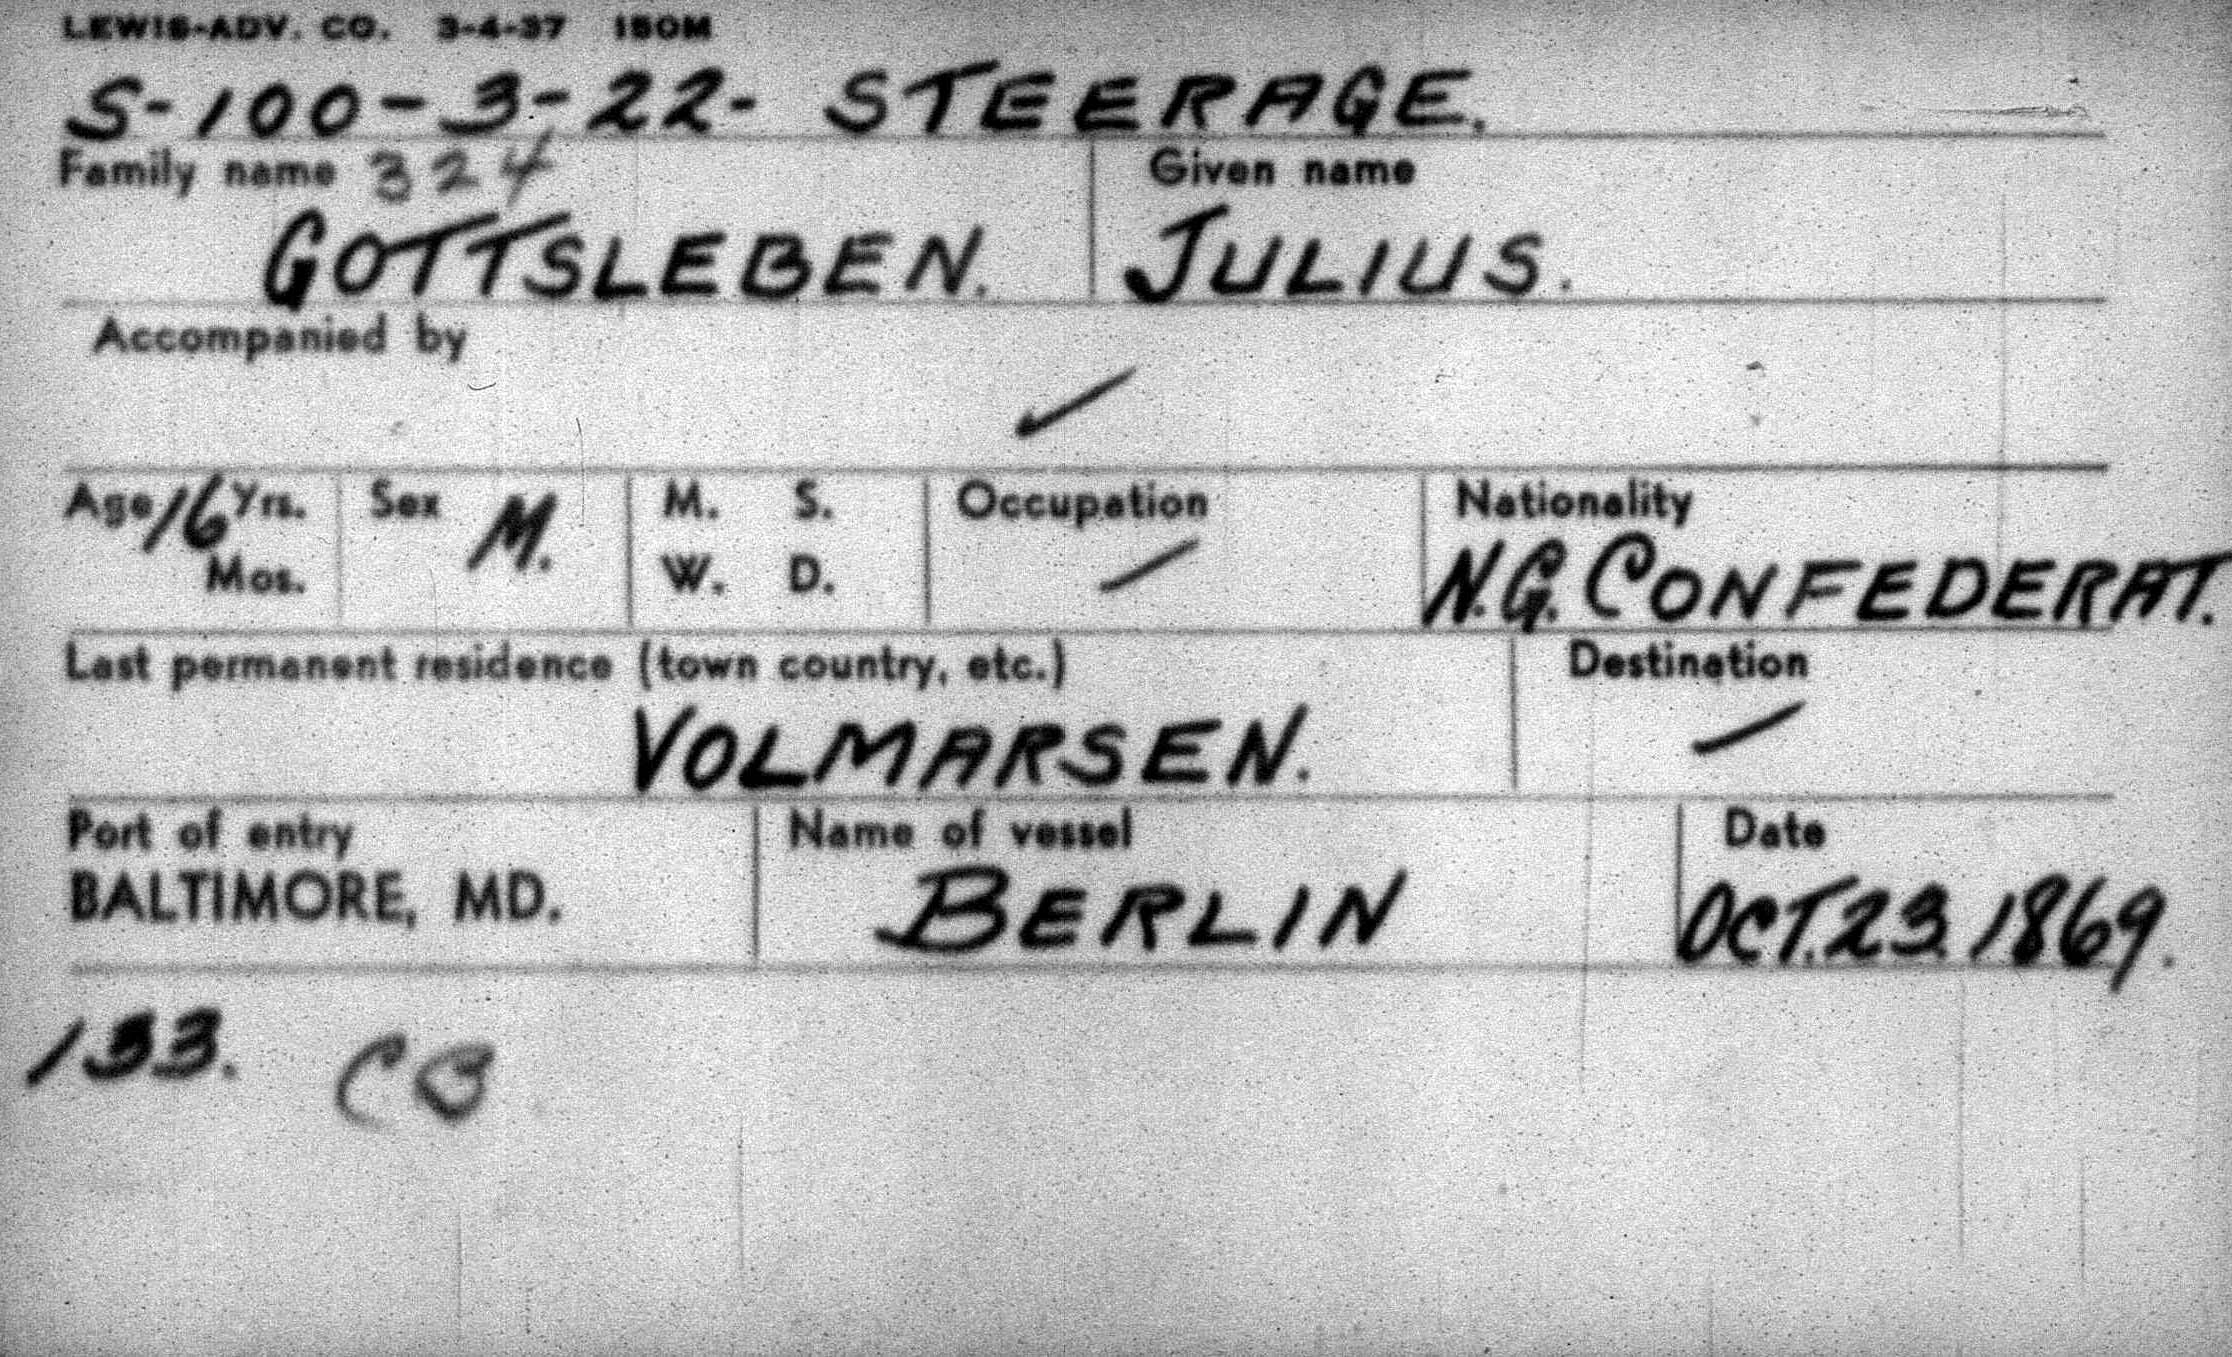 LEWIS-ADV. CO. 3-4-37 150M
S-100-3-22- STEERAGE.
Family name 324 Given name
GOTTSLEBEN. JULIUS.
Accompanied by
Age 16 Yrs. Sex M. M. S. Occupation Nationality
Mos. W. D. N.G. CONFEDERAT.
Last permanent residence (town country, etc.) Destination
VOLMARSEN.
Port of entry Name of vessel Date
BALTIMORE, MD. BERLIN OCT. 23. 1869.
133. CB